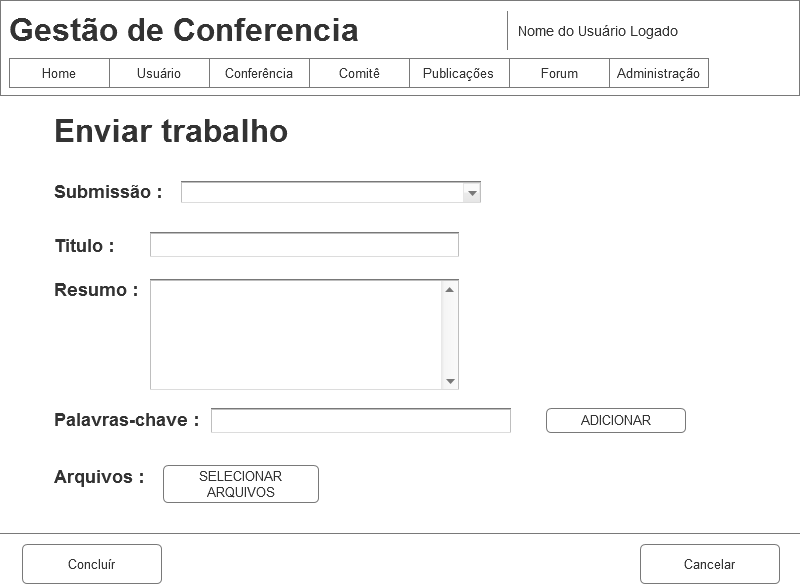 Gestão de Conferencia
Nome do Usuário Logado
Home
Usuário
Conferência
Comitê
Publicações
Forum
Administração
Enviar trabalho
Submissão :
Titulo :
Resumo :
Palavras-chave :
ADICIONAR
Arquivos :
SELECIONAR
ARQUIVOS
Concluír
Cancelar